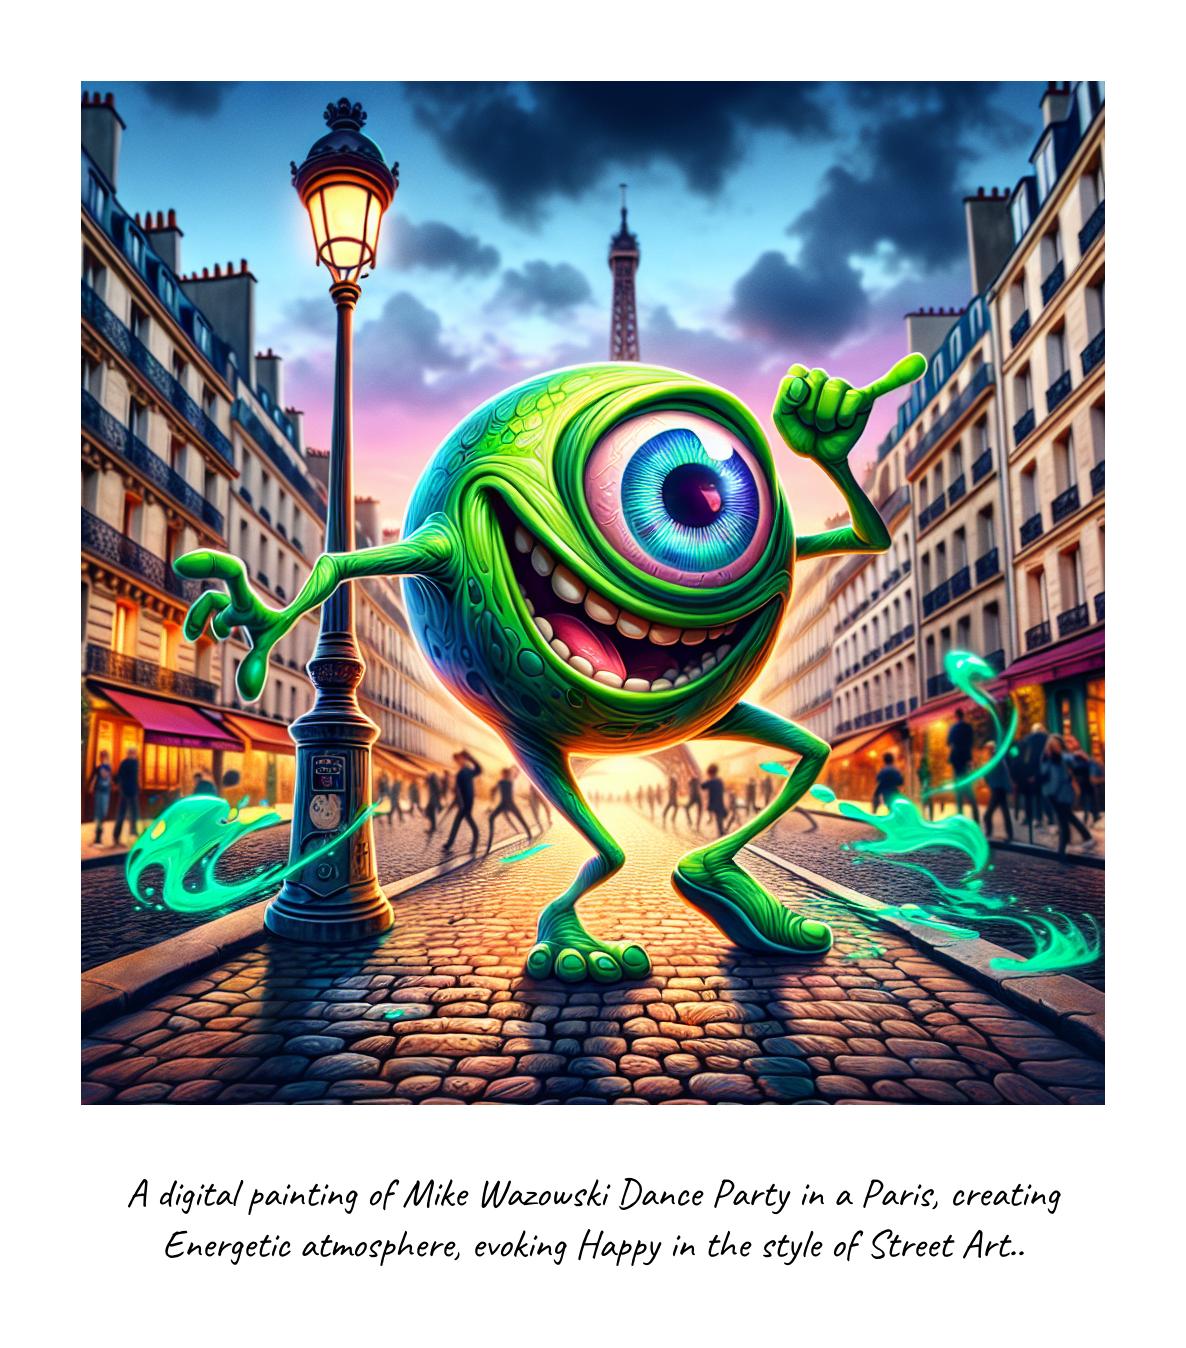 A digital painting of Mike Wazowski Dance Party in a Paris, creating
Energetic atmosphere, evoking Happy in the style of Street Art..